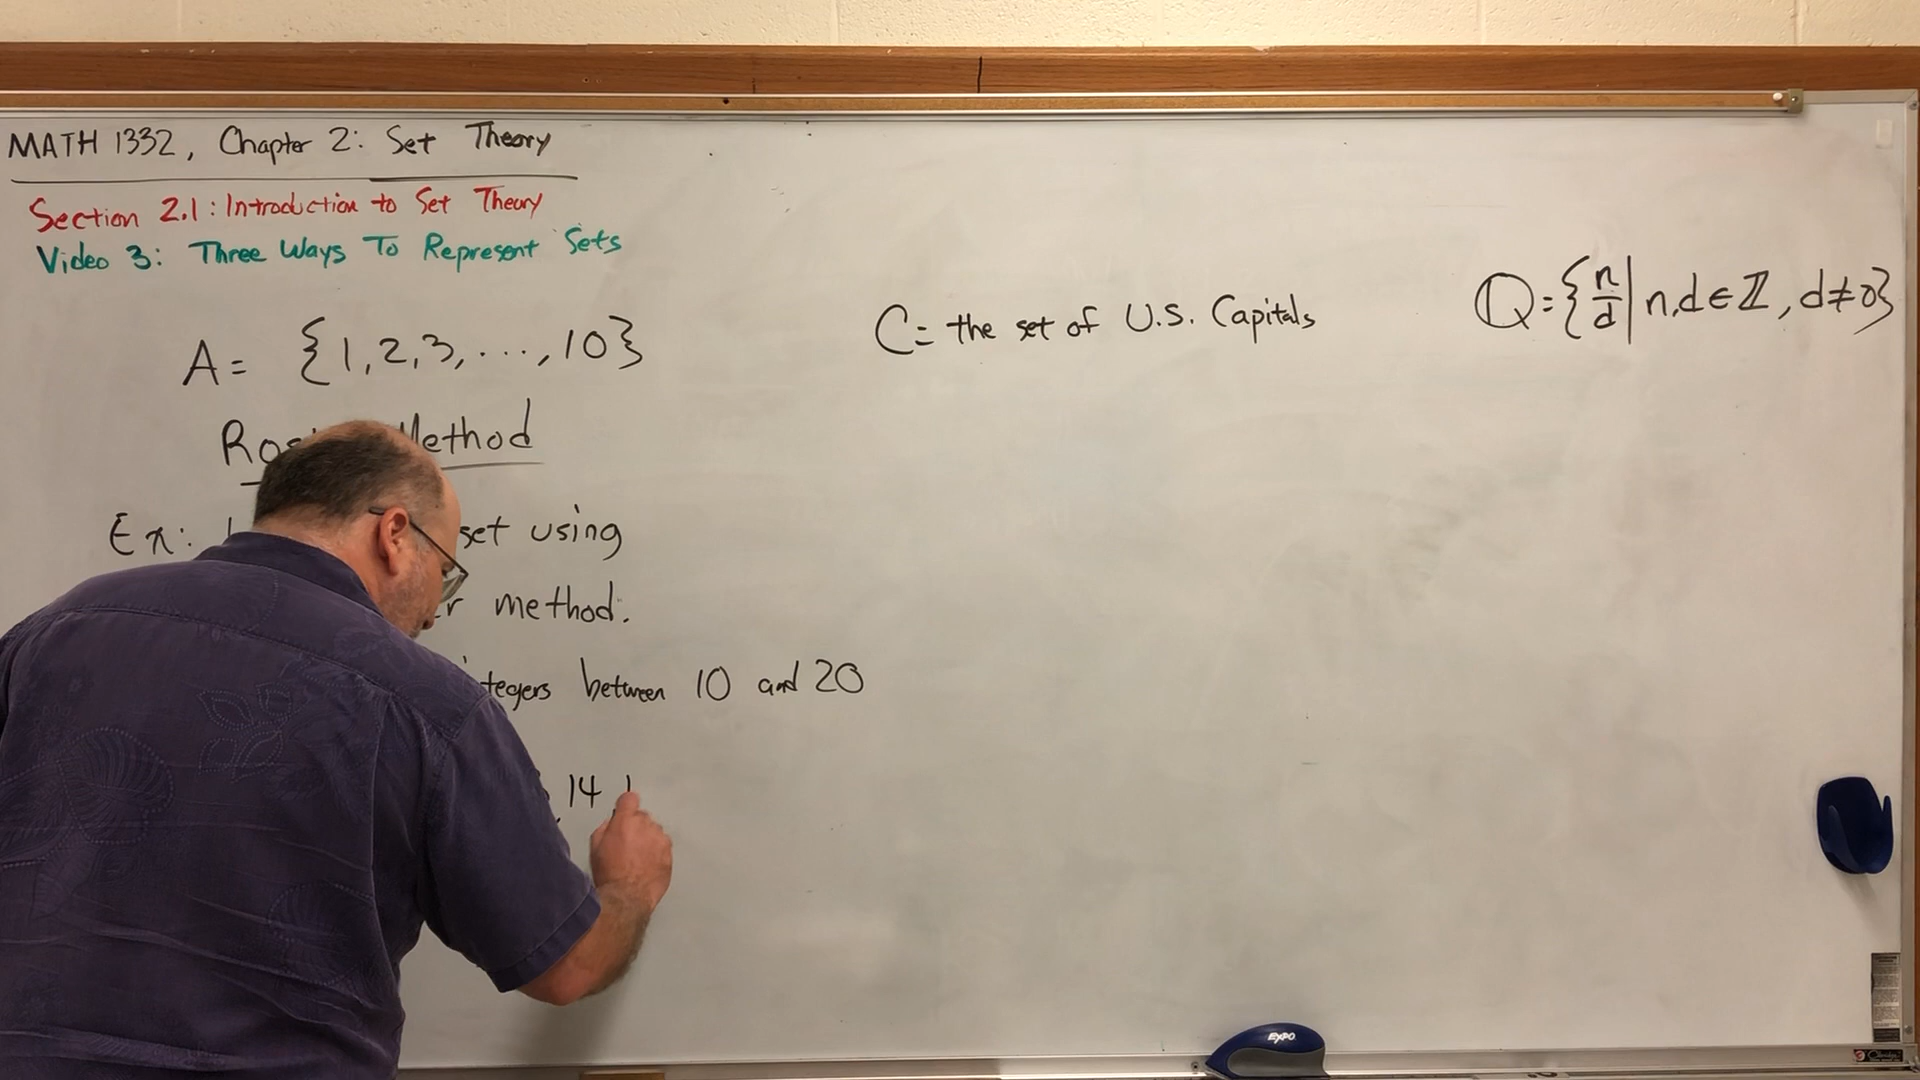 MATH 1332, Chapter 2: Set Theory
Section 2.1: Introduction to Set Theory
Video 3: Three Ways To Represent Sets
A = {1,2,3,...,10}
C = the set of U.S. Capitals
ℚ = {n/d | n,d ∈ ℤ, d ≠ 0}
Method
Ex: set using
method.
between 10 and 20
14
EXPO